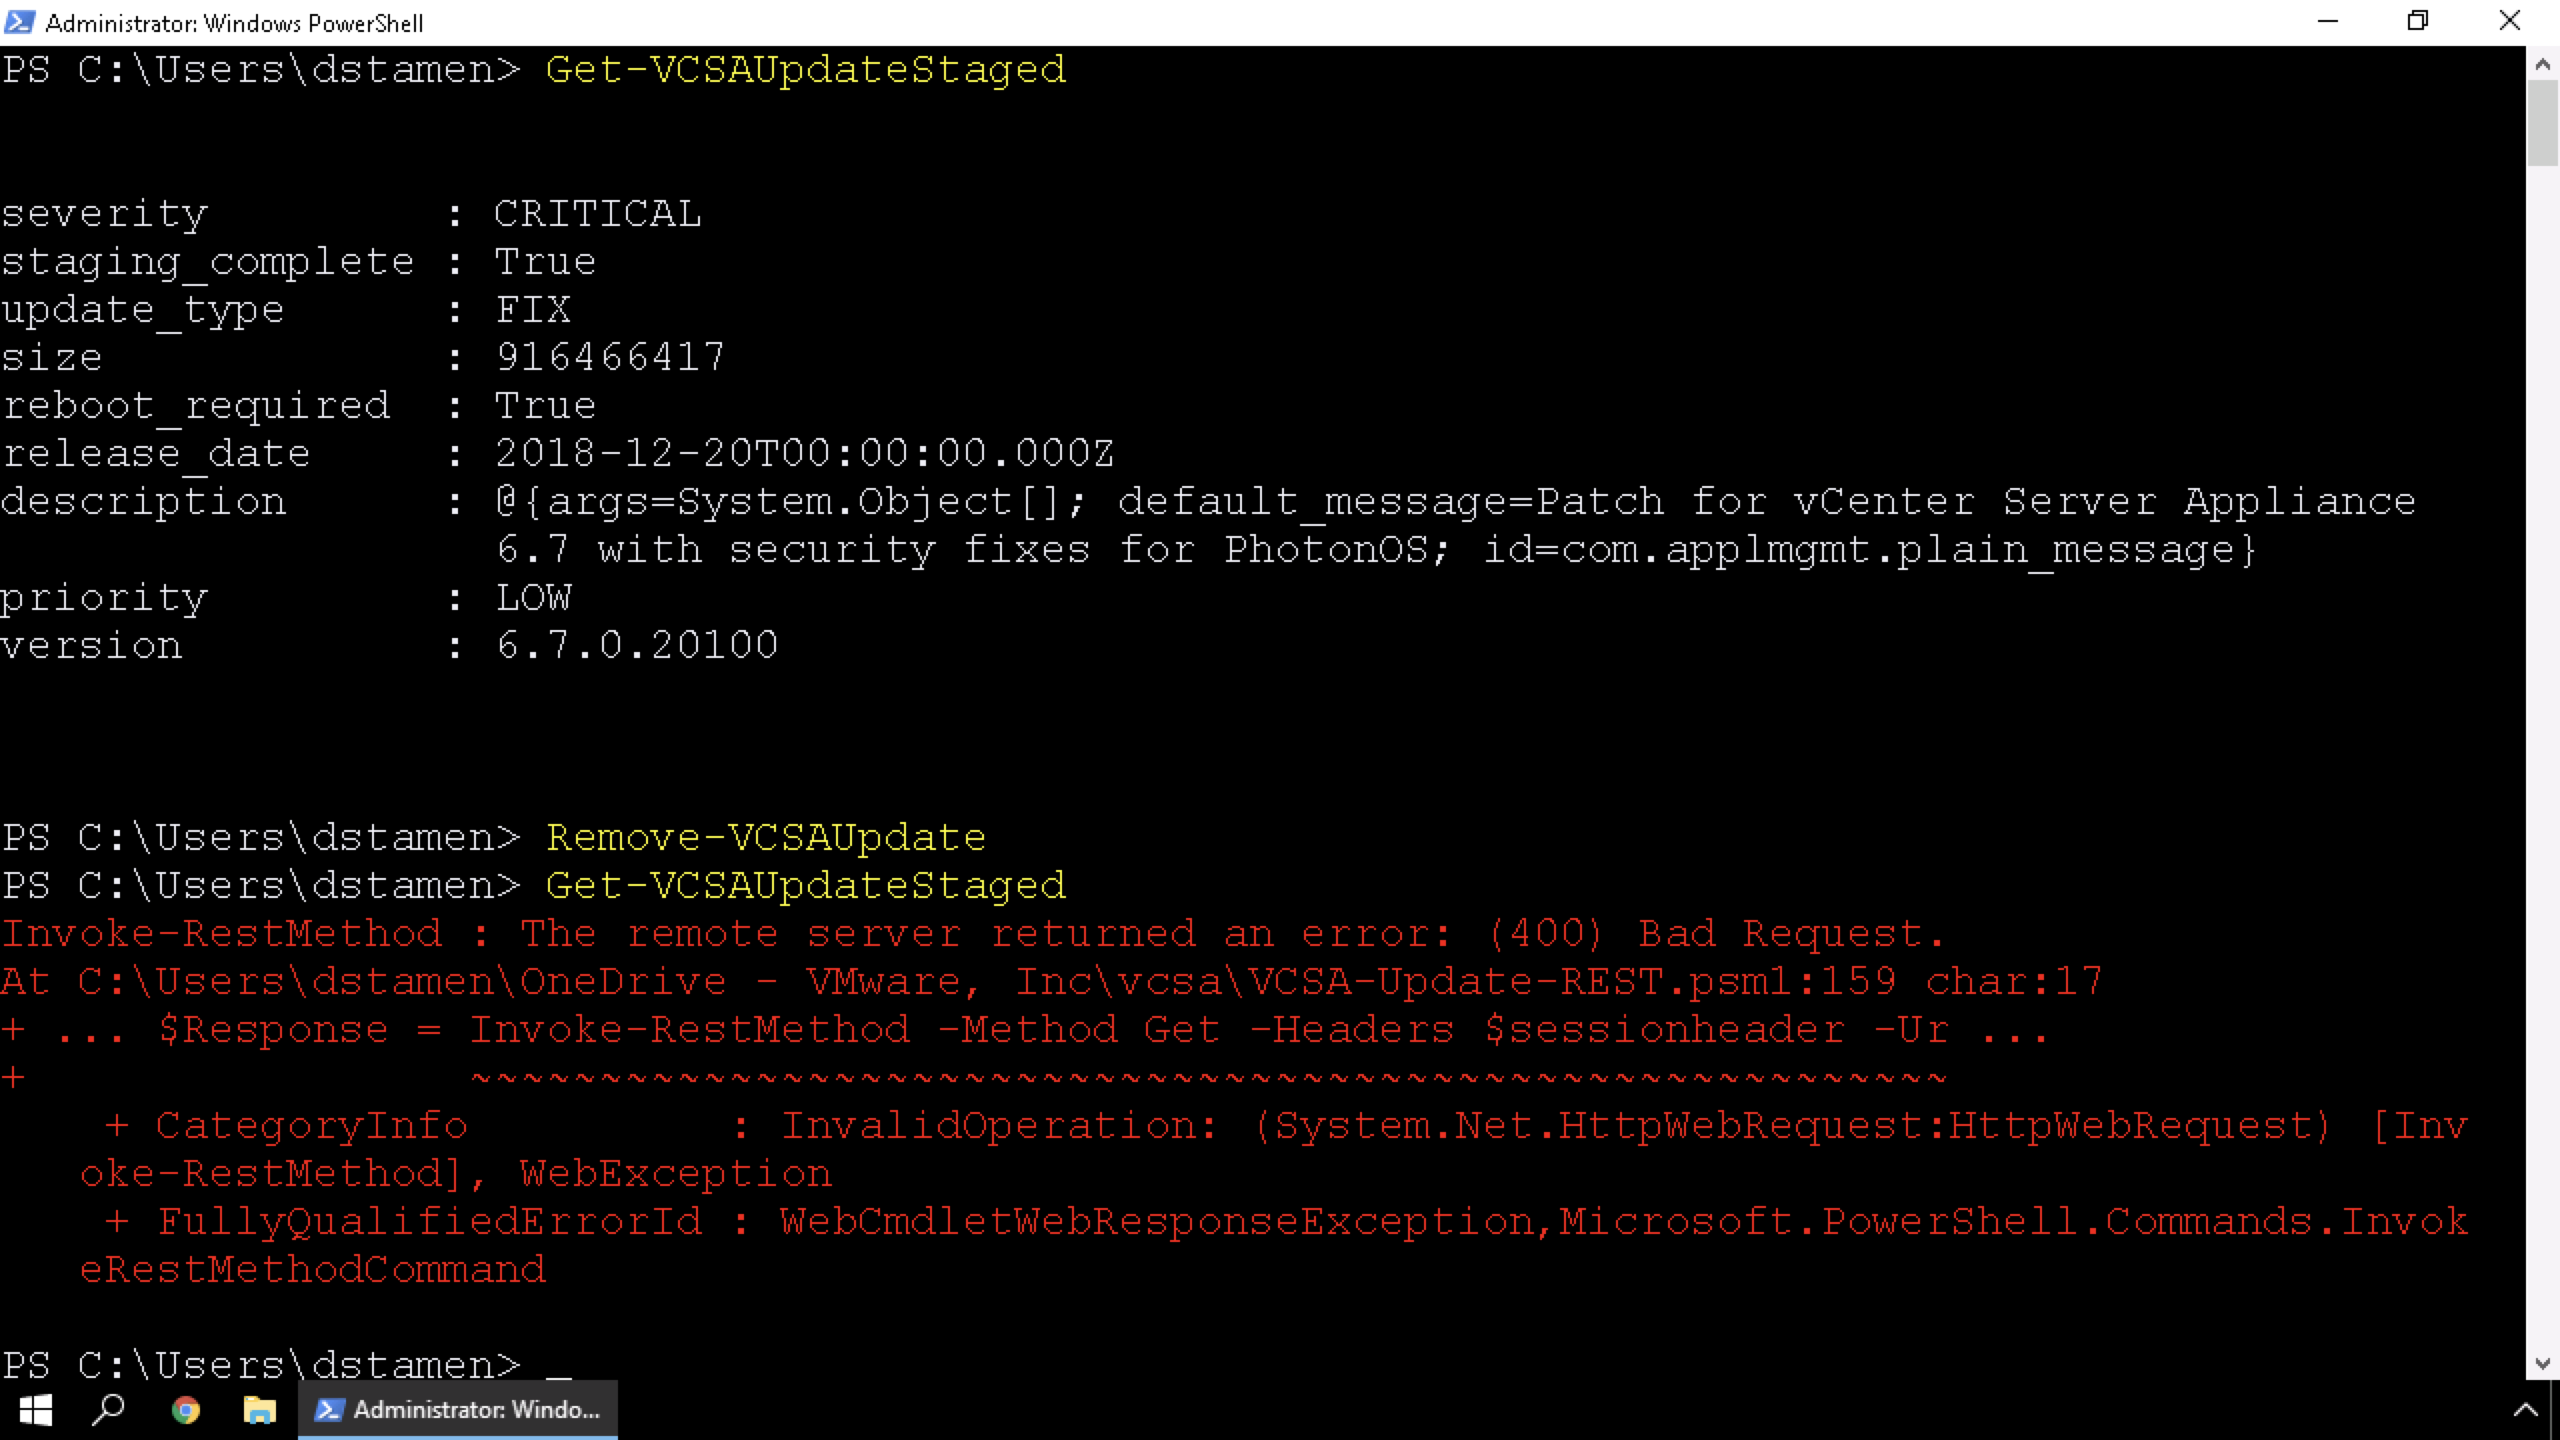 Administrator: Windows PowerShell
PS C:\Users\dstamen> Get-VCSAUpdateStaged
severity : CRITICAL
staging_complete : True
update_type : FIX
size : 916466417
reboot_required : True
release_date : 2018-12-20T00:00:00.000Z
description : @{args=System.Object[]; default_message=Patch for vCenter Server Appliance
6.7 with security fixes for PhotonOS; id=com.applmgmt.plain_message}
priority : LOW
version : 6.7.0.20100
PS C:\Users\dstamen> Remove-VCSAUpdate
PS C:\Users\dstamen> Get-VCSAUpdateStaged
Invoke-RestMethod : The remote server returned an error: (400) Bad Request.
At C:\Users\dstamen\OneDrive - VMware, Inc\vcsa\VCSA-Update-REST.psm1:159 char:17
+ ... $Response = Invoke-RestMethod -Method Get -Headers $sessionheader -Ur ...
+ ~~~~~~~~~~~~~~~~~~~~~~~~~~~~~~~~~~~~~~~~~~~~~~~~~~~~~~~~~
+ CategoryInfo : InvalidOperation: (System.Net.HttpWebRequest:HttpWebRequest) [Inv
oke-RestMethod], WebException
+ FullyQualifiedErrorId : WebCmdletWebResponseException,Microsoft.PowerShell.Commands.Invok
eRestMethodCommand
PS C:\Users\dstamen> _
Administrator: Windo...